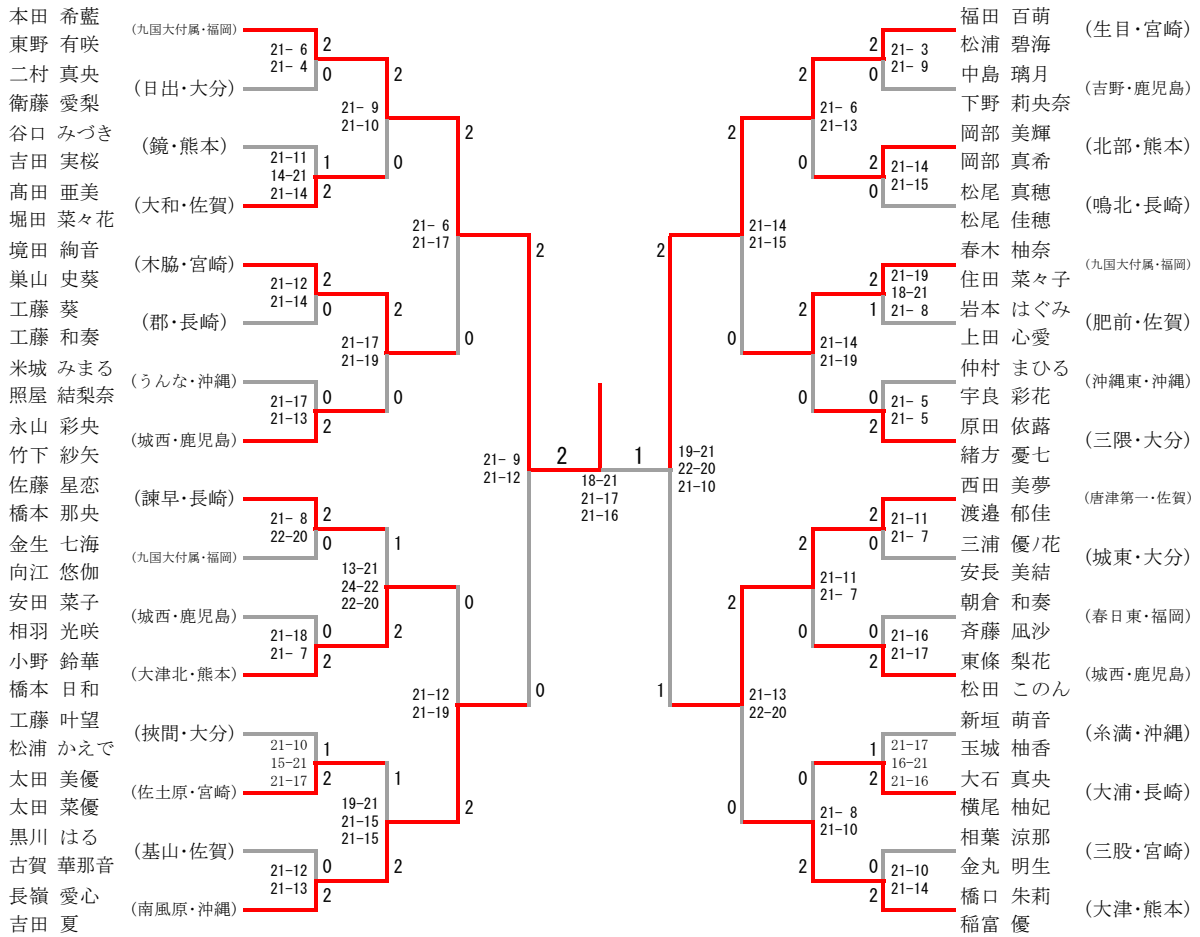 本田 希藍
東野 有咲
(九国大付属・福岡)
二村 真央
衛藤 愛梨
(日出・大分)
谷口 みづき
吉田 実桜
(鏡・熊本)
髙田 亜美
堀田 菜々花
(大和・佐賀)
境田 絢音
巣山 史葵
(木脇・宮崎)
工藤 葵
工藤 和奏
(郡・長崎)
米城 みまる
照屋 結梨奈
(うんな・沖縄)
永山 彩央
竹下 紗矢
(城西・鹿児島)
佐藤 星恋
橋本 那央
(諫早・長崎)
金生 七海
向江 悠伽
(九国大付属・福岡)
安田 菜子
相羽 光咲
(城西・鹿児島)
小野 鈴華
橋本 日和
(大津北・熊本)
工藤 叶望
松浦 かえで
(挾間・大分)
太田 美優
太田 菜優
(佐土原・宮崎)
黒川 はる
古賀 華那音
(基山・佐賀)
長嶺 愛心
吉田 夏
(南風原・沖縄)
2
21- 6
21- 4
0
1
21-11
14-21
21-14
2
2
21-12
21-14
0
0
21-17
21-13
2
2
21- 8
22-20
0
0
21-18
21- 7
2
1
21-10
15-21
21-17
2
0
21-12
21-13
2
2
21- 9
21-10
0
2
21-17
21-19
0
1
13-21
24-22
22-20
2
1
19-21
21-15
21-15
2
2
21- 6
21-17
0
0
21-12
21-19
2
2
21- 9
21-12
0
2
1
18-21
21-17
21-16
2
19-21
22-20
21-10
1
2
21-14
21-15
0
2
21-13
22-20
0
2
21- 6
21-13
0
2
21-14
21-19
0
2
21-11
21- 7
0
0
21- 8
21-10
2
2
21- 3
21- 9
0
2
21-14
21-15
0
2
21-19
18-21
21- 8
1
0
21- 5
21- 5
2
2
21-11
21- 7
0
0
21-16
21-17
2
1
21-17
16-21
21-16
2
0
21-10
21-14
2
福田 百萌
松浦 碧海
(生目・宮崎)
中島 璃月
下野 莉央奈
(吉野・鹿児島)
岡部 美輝
岡部 真希
(北部・熊本)
松尾 真穂
松尾 佳穂
(鳴北・長崎)
春木 柚奈
住田 菜々子
(九国大付属・福岡)
岩本 はぐみ
上田 心愛
(肥前・佐賀)
仲村 まひる
宇良 彩花
(沖縄東・沖縄)
原田 依蕗
緒方 憂七
(三隈・大分)
西田 美夢
渡邉 郁佳
(唐津第一・佐賀)
三浦 優ﾉ花
安長 美結
(城東・大分)
朝倉 和奏
斉藤 凪沙
(春日東・福岡)
東條 梨花
松田 このん
(城西・鹿児島)
新垣 萌音
玉城 柚香
(糸満・沖縄)
大石 真央
横尾 柚妃
(大浦・長崎)
相葉 涼那
金丸 明生
(三股・宮崎)
橋口 朱莉
稲富 優
(大津・熊本)